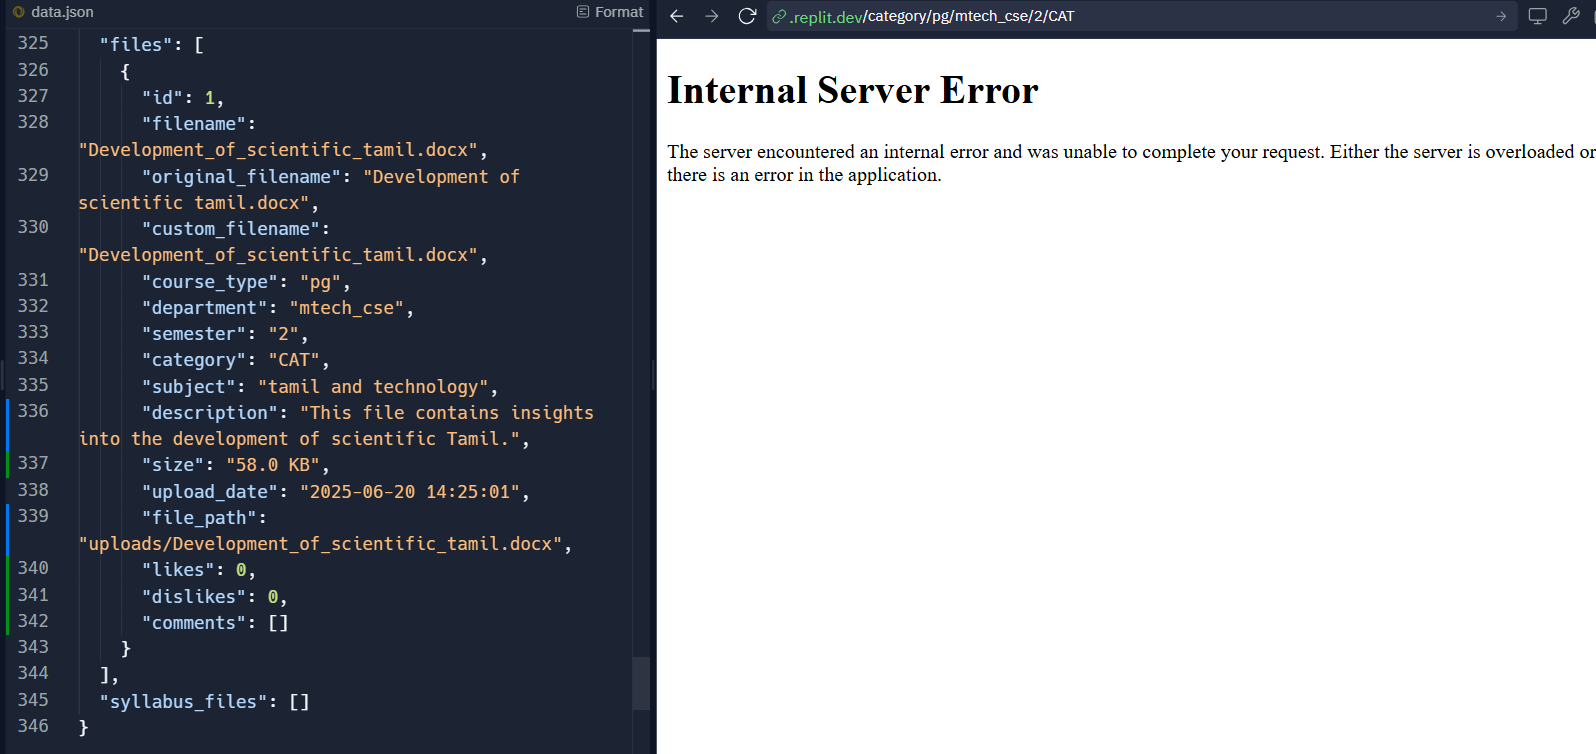 data.json
Format
325 "files": [
326 {
327 "id": 1,
328 "filename":
"Development_of_scientific_tamil.docx",
329 "original_filename": "Development of
scientific tamil.docx",
330 "custom_filename":
"Development_of_scientific_tamil.docx",
331 "course_type": "pg",
332 "department": "mtech_cse",
333 "semester": "2",
334 "category": "CAT",
335 "subject": "tamil and technology",
336 "description": "This file contains insights
into the development of scientific Tamil.",
337 "size": "58.0 KB",
338 "upload_date": "2025-06-20 14:25:01",
339 "file_path":
"uploads/Development_of_scientific_tamil.docx",
340 "likes": 0,
341 "dislikes": 0,
342 "comments": []
343 }
344 ],
345 "syllabus_files": []
346 }
.replit.dev/category/pg/mtech_cse/2/CAT
Internal Server Error
The server encountered an internal error and was unable to complete your request. Either the server is overloaded or
there is an error in the application.